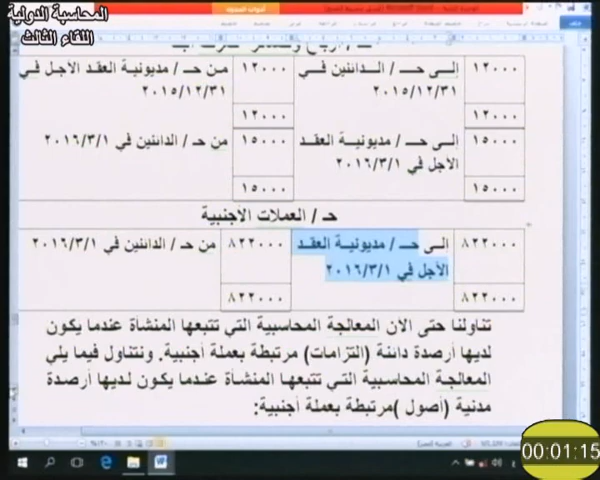 المحاسبة الدولية
اللقاء الثالث
١٢٠٠٠ إلى حـ / الدائنين في ١٢٠٠٠ من حـ / مديونية العقد الأجل في
٢٠١٥/١٢/٣١ ٢٠١٥/١٢/٣١
١٢٠٠٠ ١٢٠٠٠
١٥٠٠٠ إلى حـ / مديونية العقد ١٥٠٠٠ من حـ / الدائنين في ٢٠١٦/٣/١
الأجل في ٢٠١٦/٣/١
١٥٠٠٠ ١٥٠٠٠
حـ / العملات الأجنبية
٨٢٢٠٠٠ الى حـ / مديونية العقد ٨٢٢٠٠٠ من حـ / الدائنين في ٢٠١٦/٣/١
الأجل في ٢٠١٦/٣/١
٨٢٢٠٠٠ ٨٢٢٠٠٠
تناولنا حتى الآن المعالجة المحاسبية التي تتبعها المنشأة عندما يكون
لديها أرصدة دائنة (التزامات) مرتبطة بعملة أجنبية. ونتناول فيما يلي
المعالجة المحاسبية التي تتبعها المنشأة عندما يكون لديها أرصدة
مدنية (أصول )مرتبطة بعملة أجنبية:
00:01:15